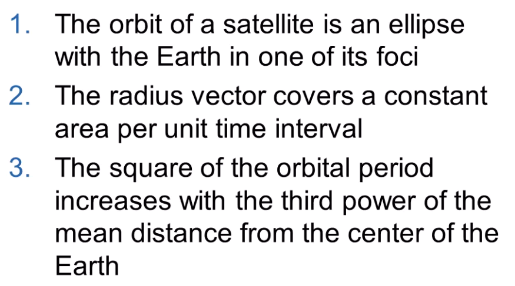 1. The orbit of a satellite is an ellipse
with the Earth in one of its foci
2. The radius vector covers a constant
area per unit time interval
3. The square of the orbital period
increases with the third power of the
mean distance from the center of the
Earth